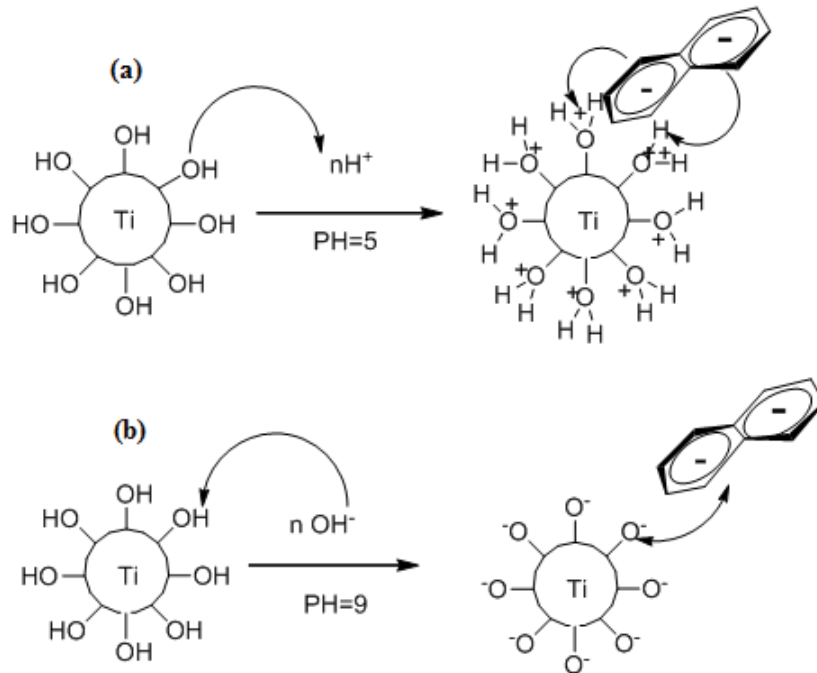 (a)
OH
HO OH nH⁺
HO Ti OH
PH=5
HO OH
OH
- -
H H
+
H O H
+ ++
H O O H
H O Ti O H
+ +
H H
O O
+ + +
H H O H H
H H
(b)
OH
HO OH n OH⁻
HO Ti OH
PH=9
HO OH
OH
- -
O⁻
⁻O O⁻
⁻O Ti O⁻
⁻O O⁻
O⁻